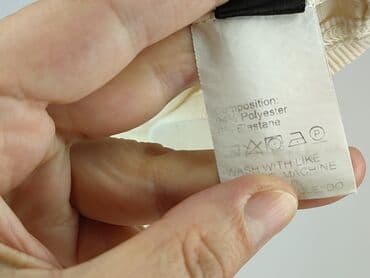 Composition:
Polyester
Elastane
WASH WITH LIKE
MACHINE